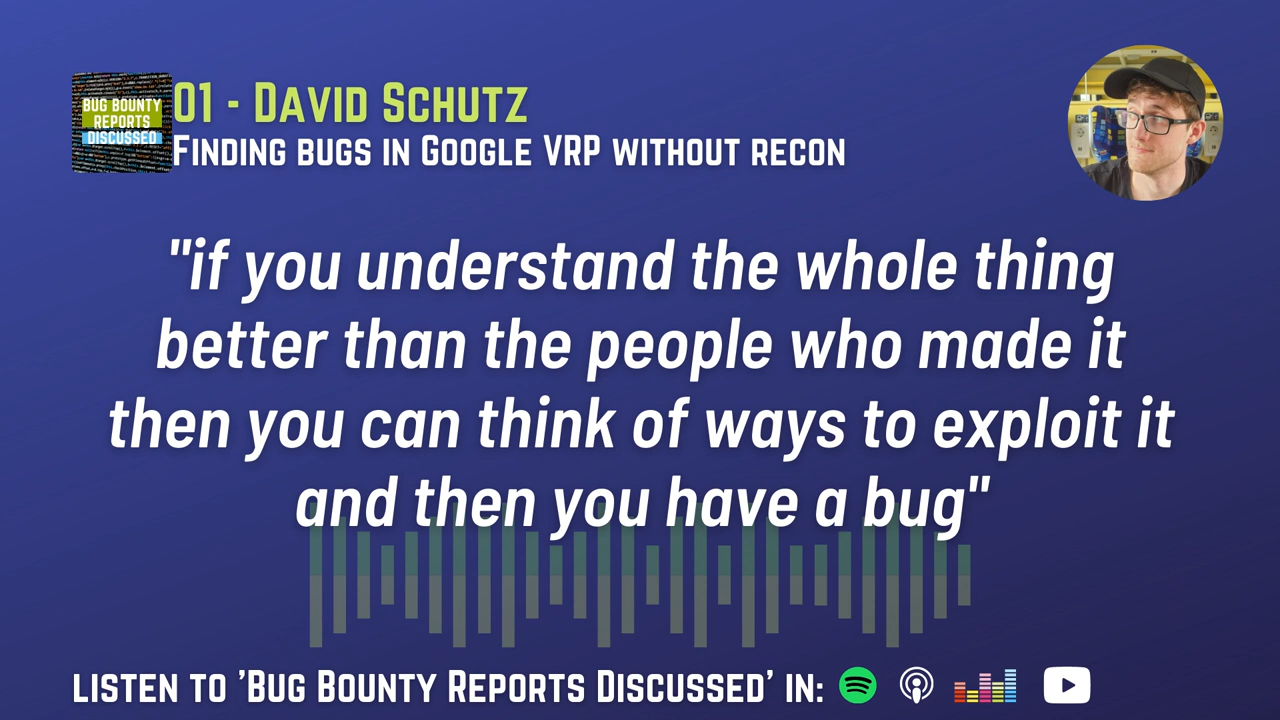 BUG BOUNTY
REPORTS
DISCUSSED
01 - DAVID SCHUTZ
FINDING BUGS IN GOOGLE VRP WITHOUT RECON
"if you understand the whole thing
better than the people who made it
then you can think of ways to exploit it
and then you have a bug"
LISTEN TO 'BUG BOUNTY REPORTS DISCUSSED' IN: